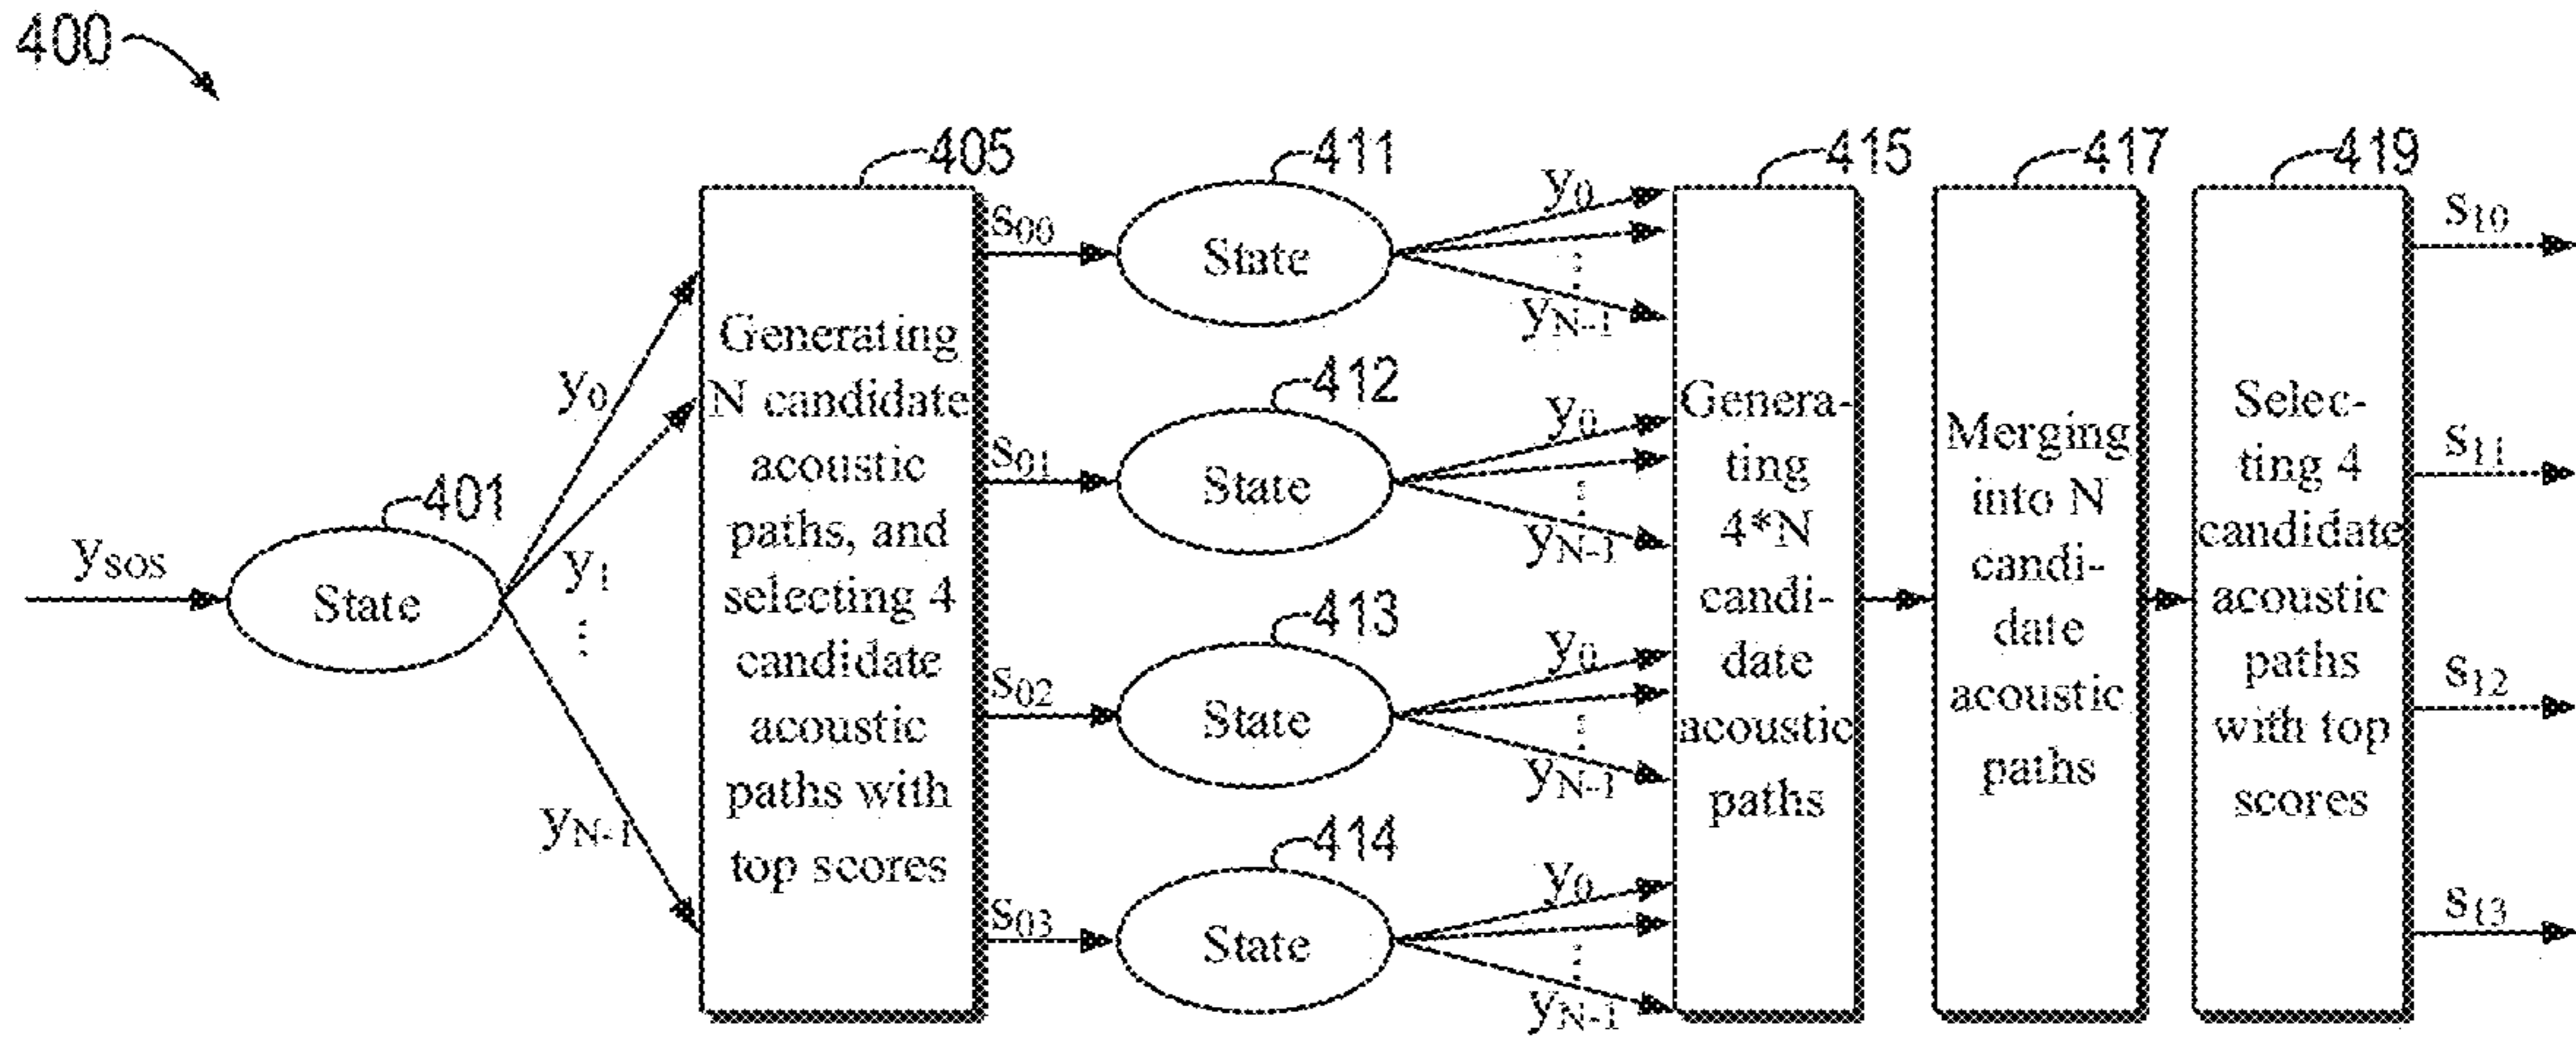 400
405
411
415
417
419
y₀
s₁₀
s₀₀
State
yN-1
Generating
N candidate
acoustic
paths, and
selecting 4
candidate
acoustic
paths with
top scores
412
y₀
y₀
s₀₁
State
yN-1
Genera-
ting
4*N
candi-
date
acoustic
paths
Merging
into N
candi-
date
acoustic
paths
Selec-
ting 4
candidate
acoustic
paths
with top
scores
s₁₁
401
ySOS
State
y₁
⋮
413
y₀
s₀₂
State
yN-1
s₁₂
yN-1
414
y₀
s₀₃
State
yN-1
s₁₃